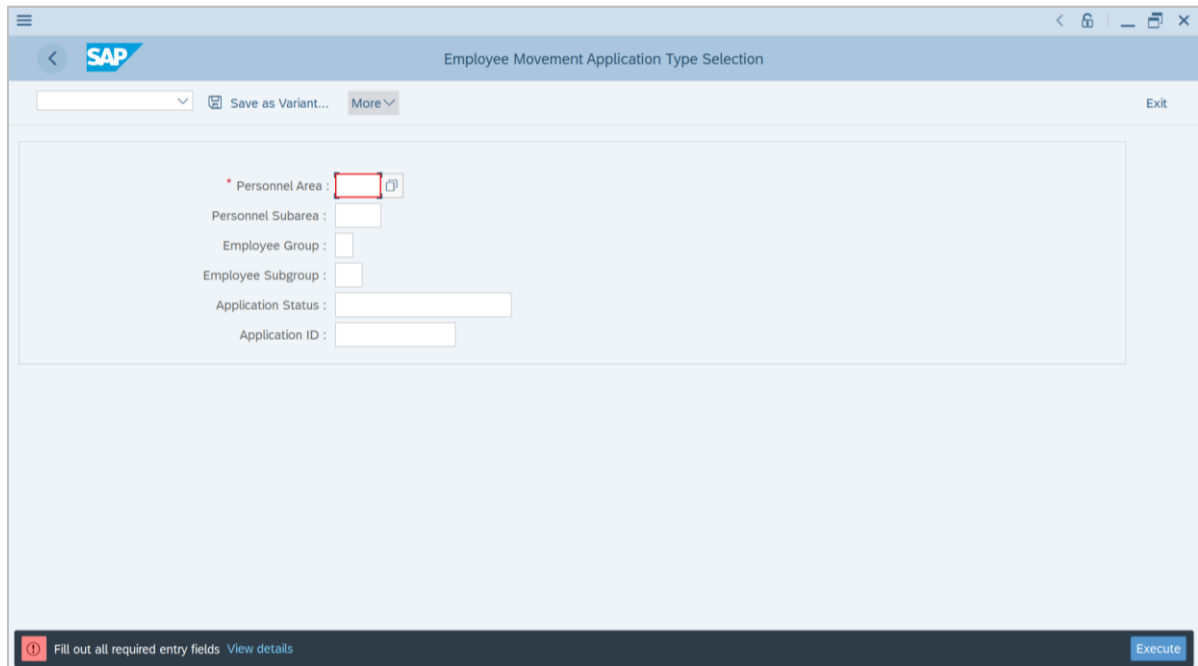 SAP
Employee Movement Application Type Selection
Save as Variant... More Exit
* Personnel Area :
Personnel Subarea :
Employee Group :
Employee Subgroup :
Application Status :
Application ID :
Fill out all required entry fields View details Execute